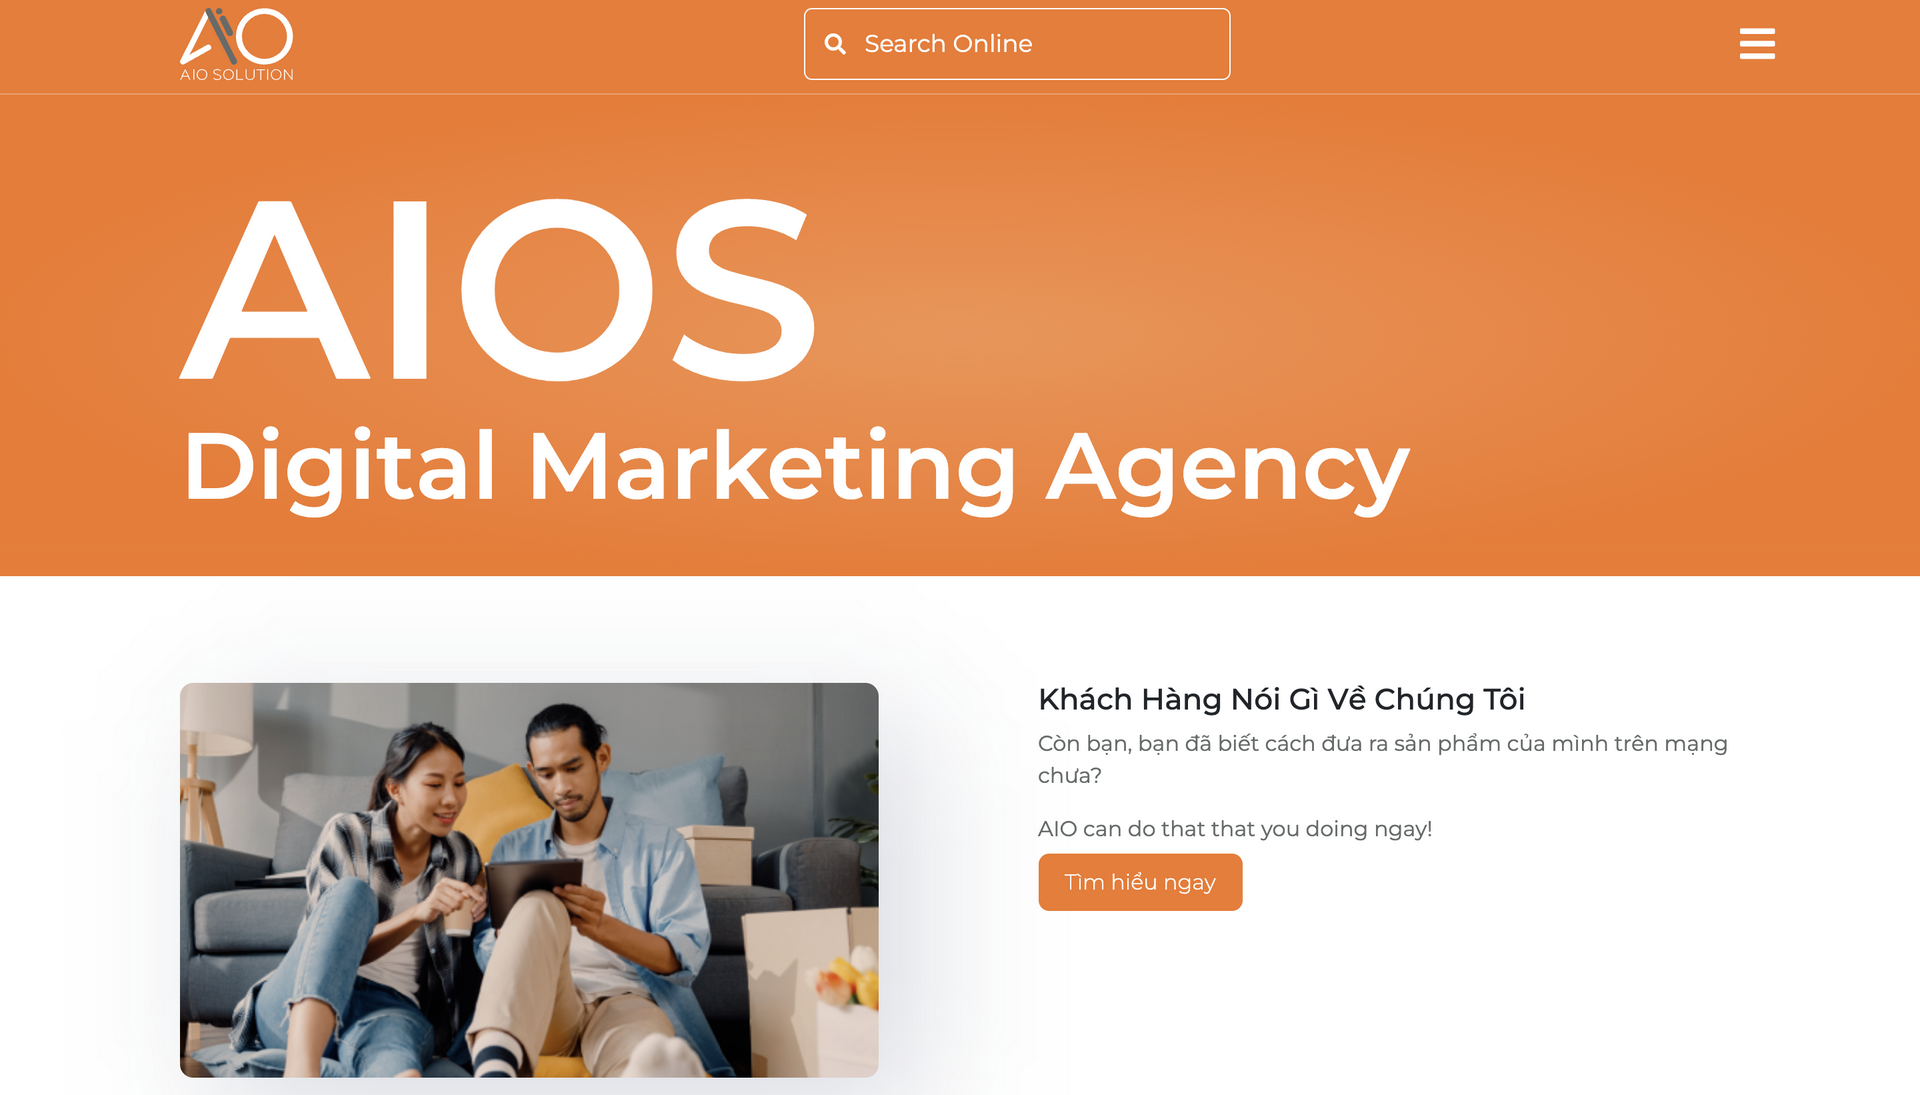 AIO
AIO SOLUTION
Search Online
AIOS
Digital Marketing Agency
Khách Hàng Nói Gì Về Chúng Tôi
Còn bạn, bạn đã biết cách đưa ra sản phẩm của mình trên mạng
chưa?
AIO can do that that you doing ngay!
Tìm hiểu ngay